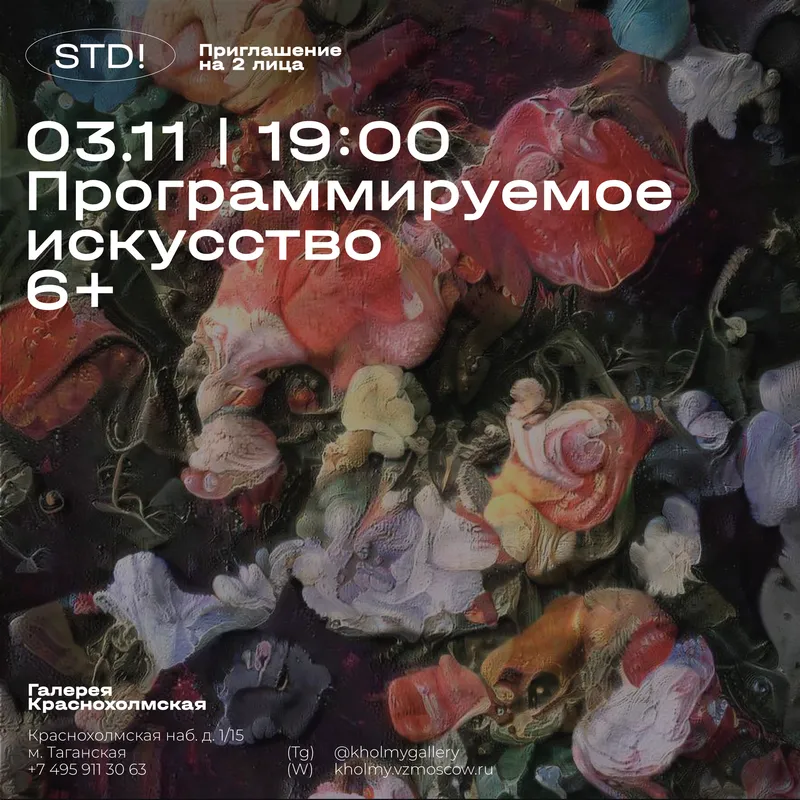 STD!
Приглашение
на 2 лица
03.11 | 19:00
Программируемое
искусство
6+
Галерея
Краснохолмская
Краснохолмская наб. д. 1/15
м. Таганская
+7 495 911 30 63
(Tg) @kholmygallery
(W) kholmy.vzmoscow.ru